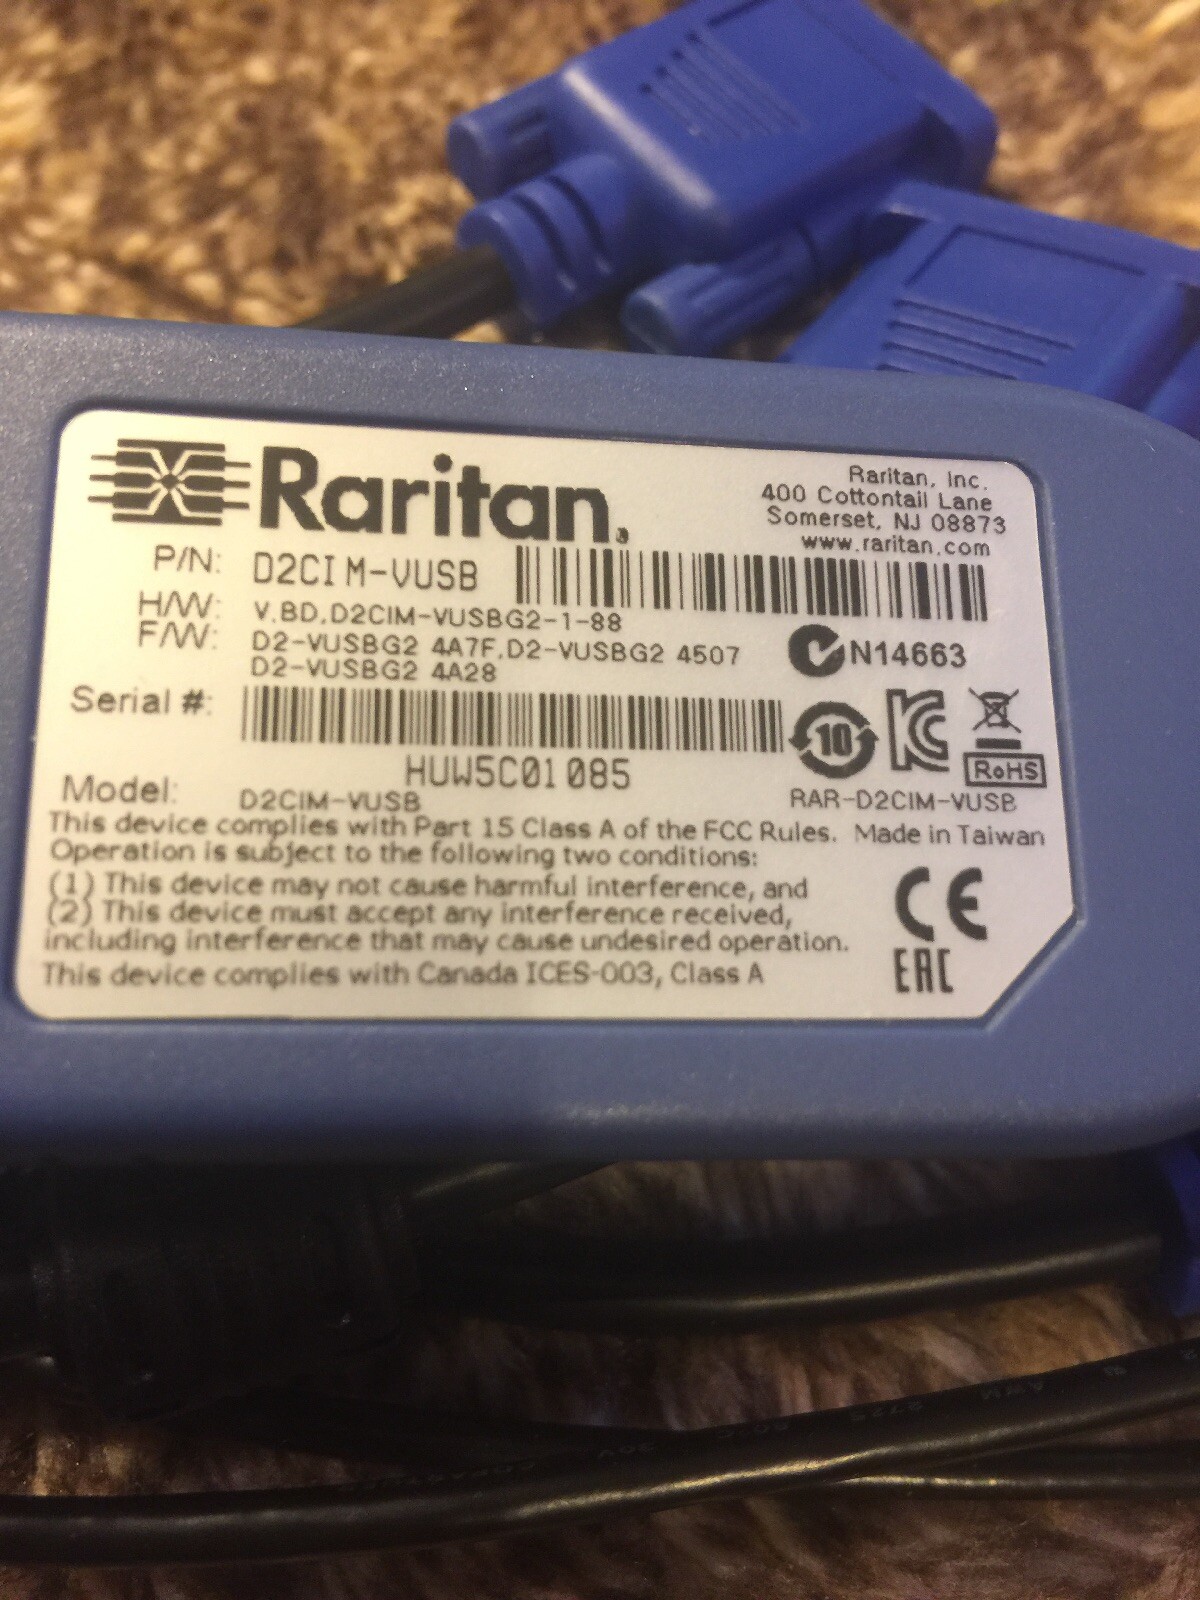 Raritan.
Raritan, Inc.
400 Cottontail Lane
Somerset, NJ 08873
www.raritan.com
P/N: D2CIM-VUSB
H/W: V.BD,D2CIM-VUSBG2-1-88
F/W: D2-VUSBG2 4A7F,D2-VUSBG2 4507
D2-VUSBG2 4A28
N14663
Serial #:
HUW5C01085
10
RoHS
Model: D2CIM-VUSB
RAR-D2CIM-VUSB
This device complies with Part 15 Class A of the FCC Rules. Made in Taiwan
Operation is subject to the following two conditions:
(1) This device may not cause harmful interference, and
(2) This device must accept any interference received,
including interference that may cause undesired operation.
This device complies with Canada ICES-003, Class A
CE
EAC
AWM 2725